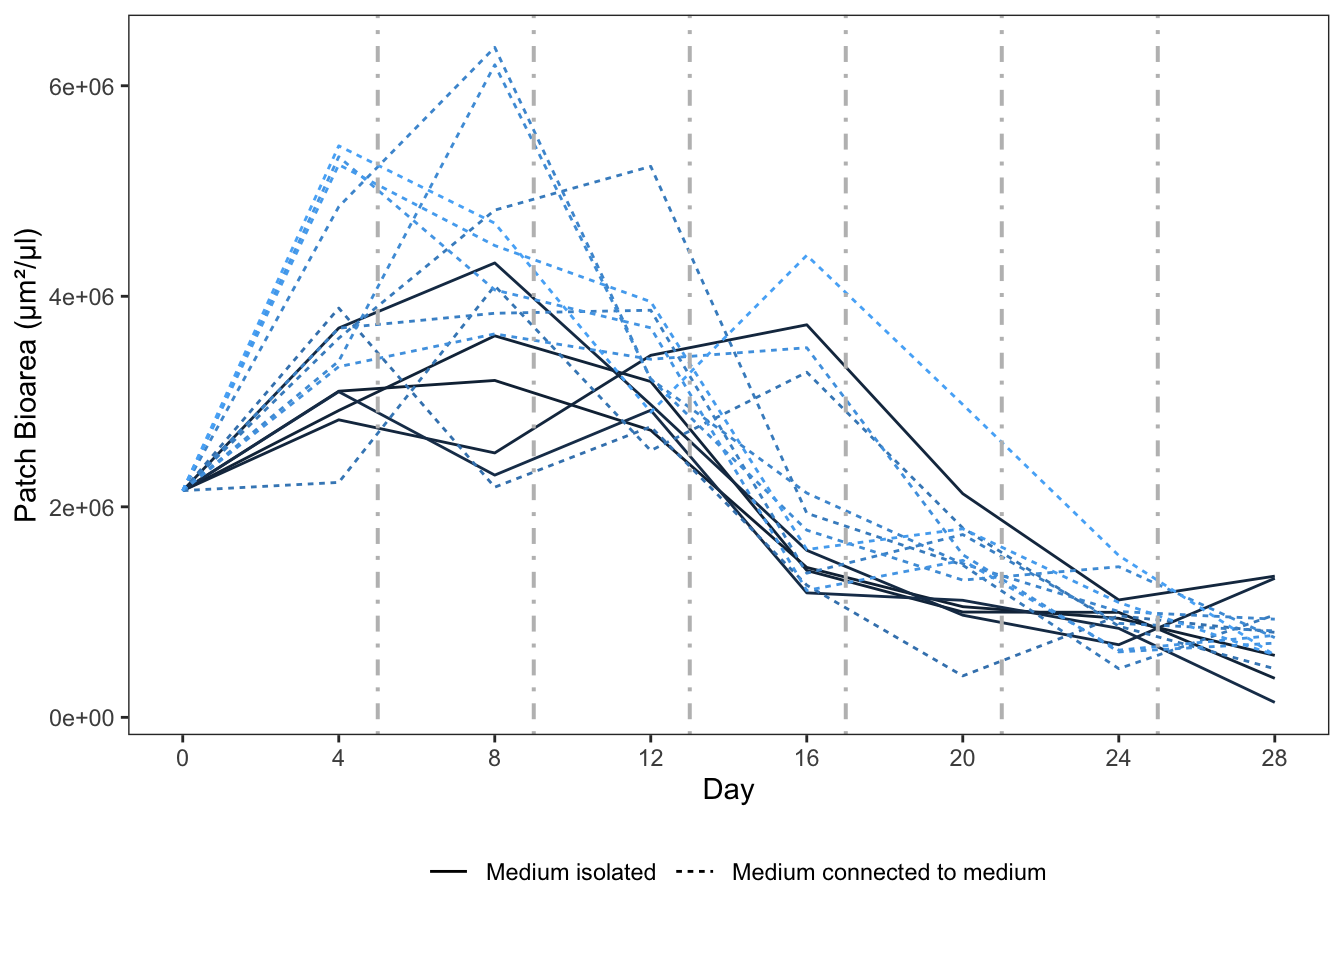 Patch Bioarea (μm²/μl)
6e+06
4e+06
2e+06
0e+00
0 4 8 12 16 20 24 28
Day
Medium isolated Medium connected to medium